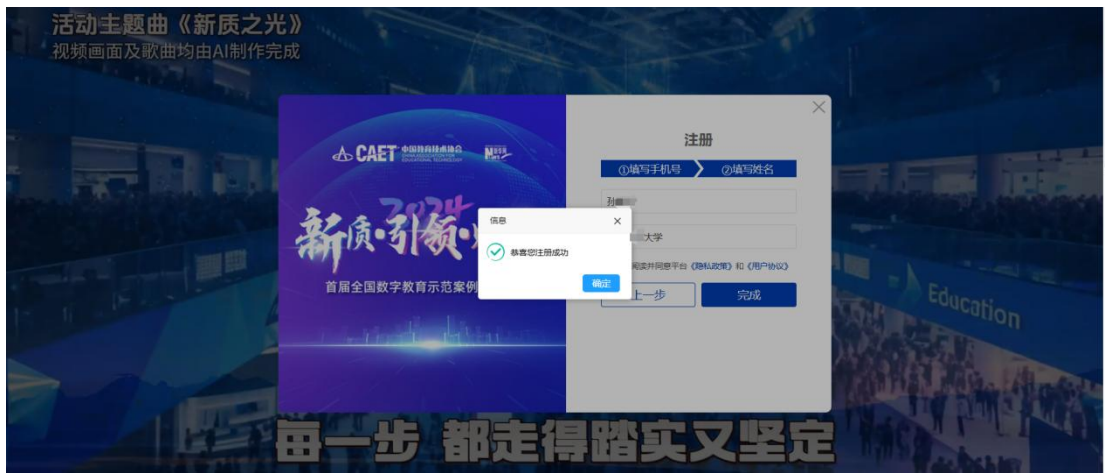 活动主题曲《新质之光》
视频画面及歌曲均由AI制作完成
CAET 中国教育技术协会
2024
新质·引领·
首届全国数字教育示范案例
注册
①填写手机号
②填写姓名
孙
大学
阅读并同意平台《隐私政策》和《用户协议》
上一步
完成
信息
恭喜您注册成功
确定
Education
每一步 都走得踏实又坚定